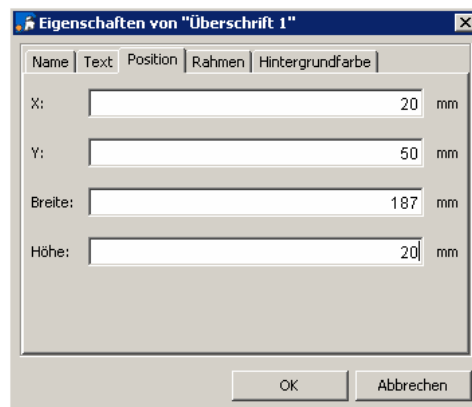 Eigenschaften von "Überschrift 1"
Name Text Position Rahmen Hintergrundfarbe
X: 20 mm
Y: 50 mm
Breite: 187 mm
Höhe: 20 mm
OK Abbrechen